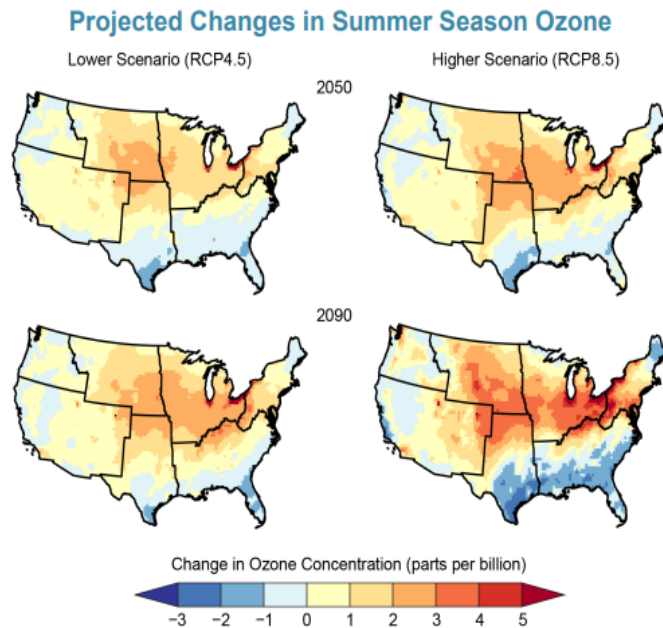 Projected Changes in Summer Season Ozone
Lower Scenario (RCP4.5) Higher Scenario (RCP8.5)
2050
2090
Change in Ozone Concentration (parts per billion)
−3 −2 −1 0 1 2 3 4 5